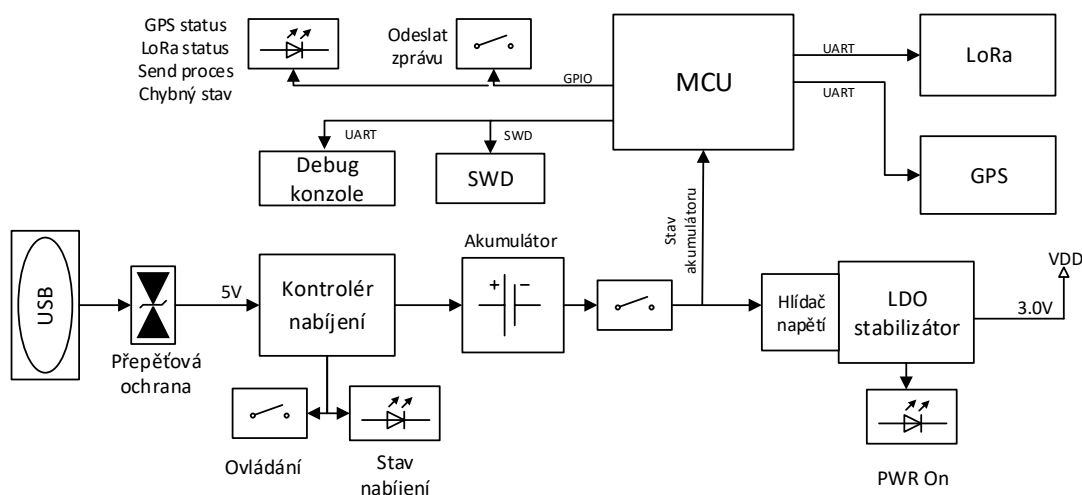 GPS status
LoRa status
Send proces
Chybný stav
Odeslat
zprávu
GPIO
MCU
UART
UART
LoRa
GPS
UART
SWD
Debug
konzole
SWD
Stav
akumulátoru
USB
Přepěťová
ochrana
5V
Kontrolér
nabíjení
Akumulátor
+ -
Hlídač
napětí
LDO
stabilizátor
VDD
3.0V
Ovládání
Stav
nabíjení
PWR On